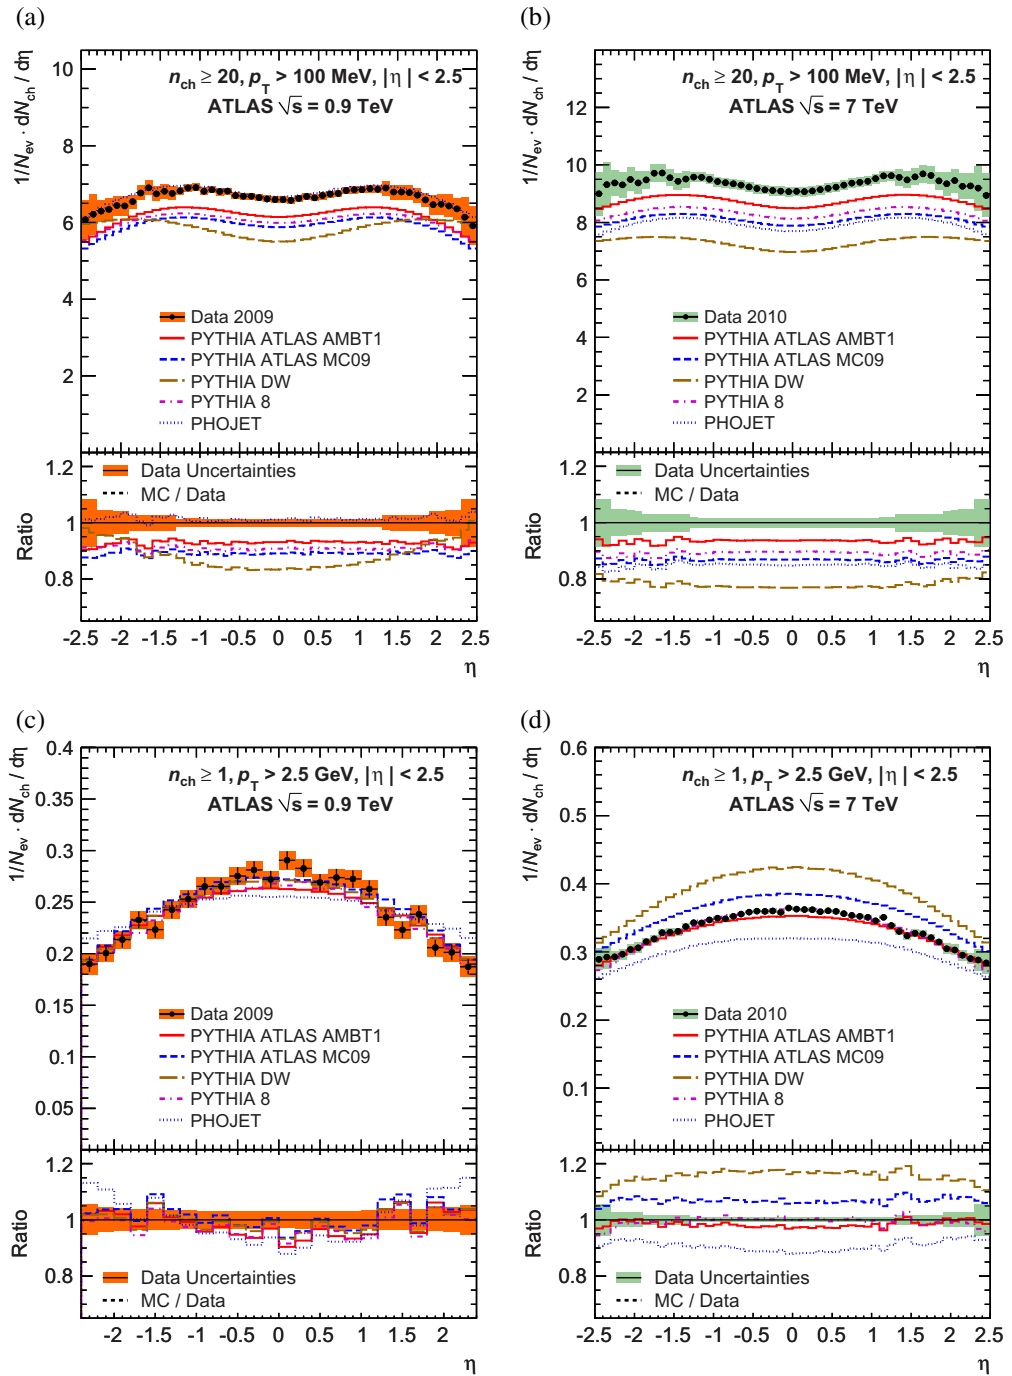 (a)
1/N_ev · dN_ch / dη
n_ch ≥ 20, p_T > 100 MeV, |η| < 2.5
ATLAS √s = 0.9 TeV
10
8
6
4
2
Data 2009
PYTHIA ATLAS AMBT1
PYTHIA ATLAS MC09
PYTHIA DW
PYTHIA 8
PHOJET
Ratio
1.2
1
0.8
Data Uncertainties
MC / Data
-2.5 -2 -1.5 -1 -0.5 0 0.5 1 1.5 2 2.5
η
(b)
1/N_ev · dN_ch / dη
n_ch ≥ 20, p_T > 100 MeV, |η| < 2.5
ATLAS √s = 7 TeV
12
10
8
6
4
2
Data 2010
PYTHIA ATLAS AMBT1
PYTHIA ATLAS MC09
PYTHIA DW
PYTHIA 8
PHOJET
Ratio
1.2
1
0.8
Data Uncertainties
MC / Data
-2.5 -2 -1.5 -1 -0.5 0 0.5 1 1.5 2 2.5
η
(c)
1/N_ev · dN_ch / dη
n_ch ≥ 1, p_T > 2.5 GeV, |η| < 2.5
ATLAS √s = 0.9 TeV
0.4
0.35
0.3
0.25
0.2
0.15
0.1
0.05
Data 2009
PYTHIA ATLAS AMBT1
PYTHIA ATLAS MC09
PYTHIA DW
PYTHIA 8
PHOJET
Ratio
1.2
1
0.8
Data Uncertainties
MC / Data
-2 -1.5 -1 -0.5 0 0.5 1 1.5 2
η
(d)
1/N_ev · dN_ch / dη
n_ch ≥ 1, p_T > 2.5 GeV, |η| < 2.5
ATLAS √s = 7 TeV
0.6
0.5
0.4
0.3
0.2
0.1
Data 2010
PYTHIA ATLAS AMBT1
PYTHIA ATLAS MC09
PYTHIA DW
PYTHIA 8
PHOJET
Ratio
1.2
1
0.8
Data Uncertainties
MC / Data
-2.5 -2 -1.5 -1 -0.5 0 0.5 1 1.5 2 2.5
η